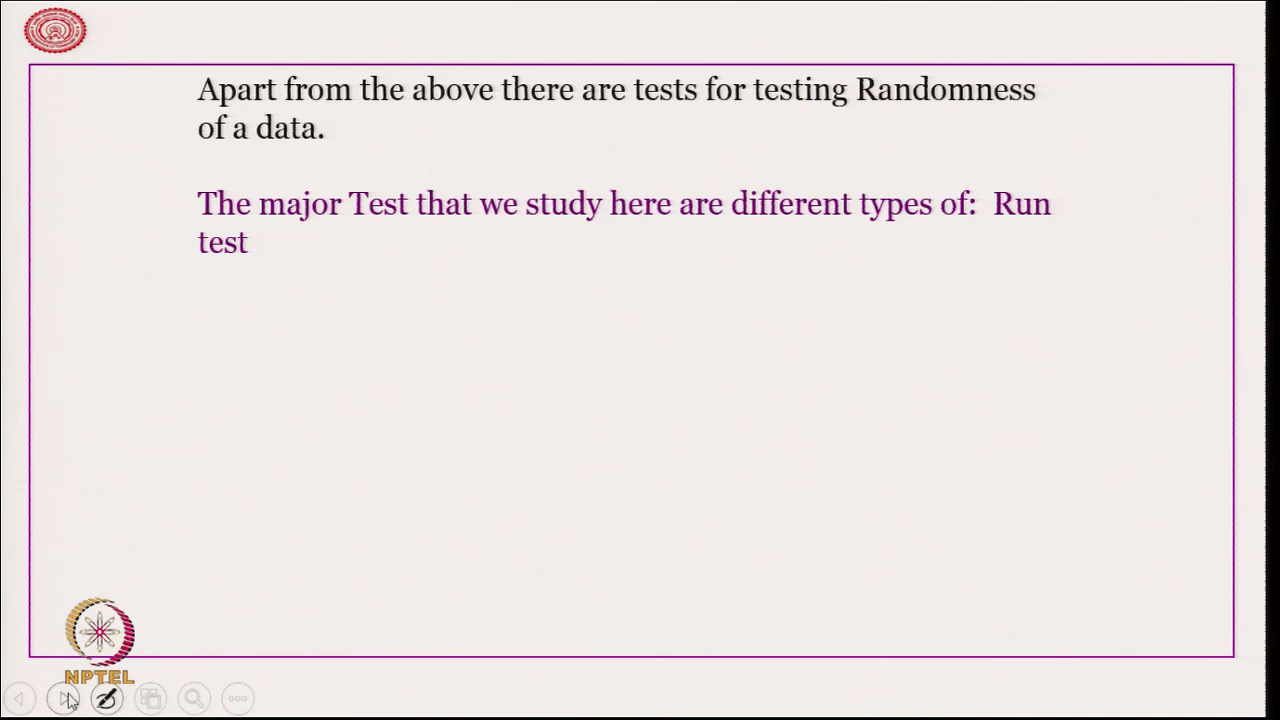 Apart from the above there are tests for testing Randomness
of a data.
The major Test that we study here are different types of: Run
test
NPTEL